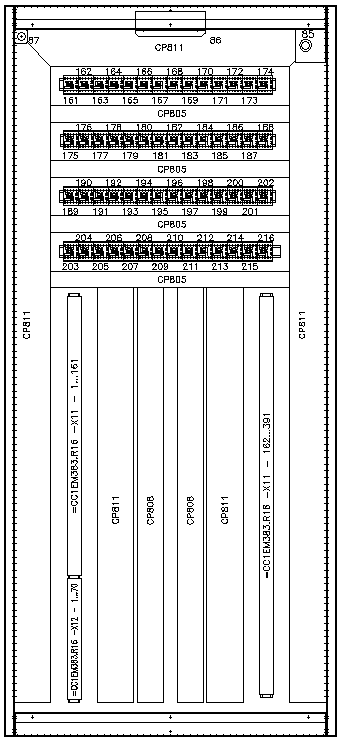 87 86 85
CP811
162 164 166 168 170 172 174
161 163 165 167 169 171 173
CP805
176 178 180 182 184 186 188
175 177 179 181 183 185 187
CP805
190 192 194 196 198 200 202
189 191 193 195 197 199 201
CP805
204 206 208 210 212 214 216
203 205 207 209 211 213 215
CP805
CP811
=CC1EM383.R16 -X11 - 1...161
=CC1EM383.R16 -X12 - 1...70
CP811
CP808
CP808
CP811
=CC1EM383.R16 -X11 - 162...391
CP811